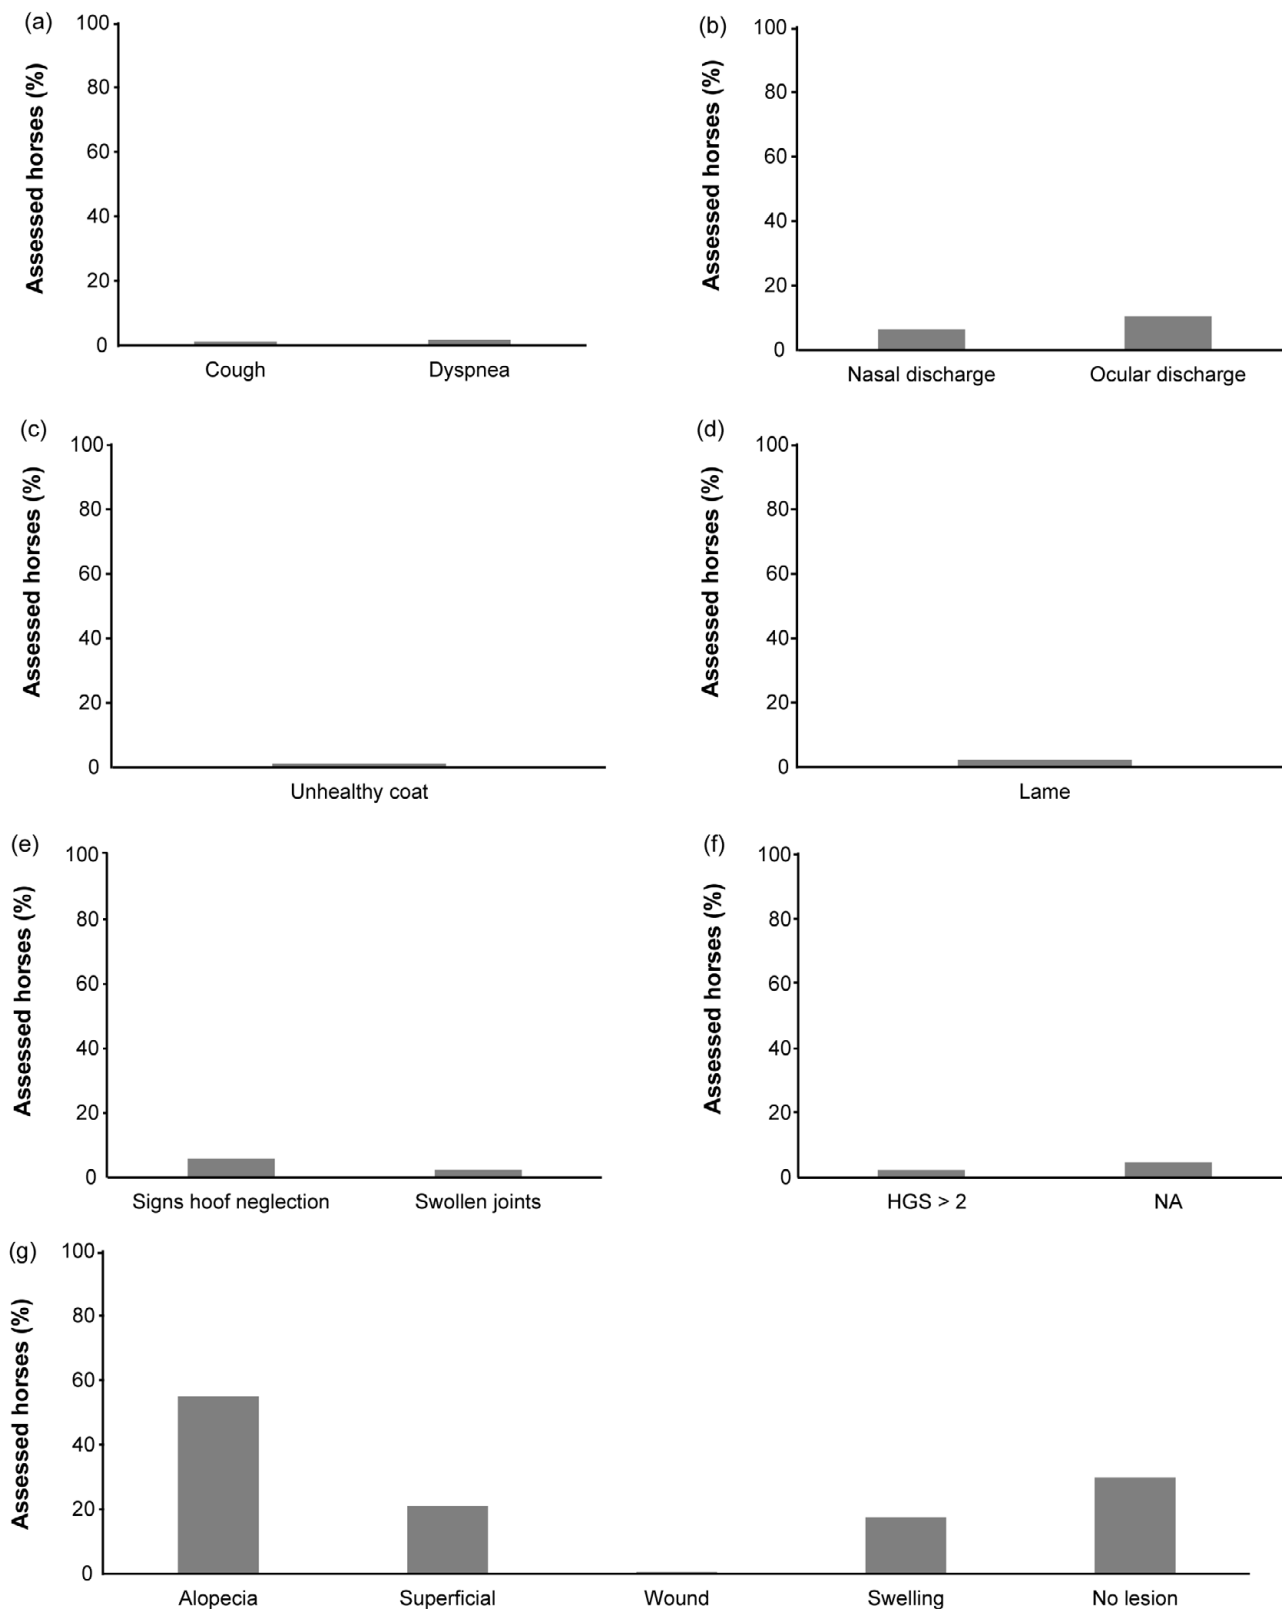 (a)
Assessed horses (%)
100
80
60
40
20
0
Cough
Dyspnea
(b)
Assessed horses (%)
100
80
60
40
20
0
Nasal discharge
Ocular discharge
(c)
Assessed horses (%)
100
80
60
40
20
0
Unhealthy coat
(d)
Assessed horses (%)
100
80
60
40
20
0
Lame
(e)
Assessed horses (%)
100
80
60
40
20
0
Signs hoof neglection
Swollen joints
(f)
Assessed horses (%)
100
80
60
40
20
0
HGS > 2
NA
(g)
Assessed horses (%)
100
80
60
40
20
0
Alopecia
Superficial
Wound
Swelling
No lesion